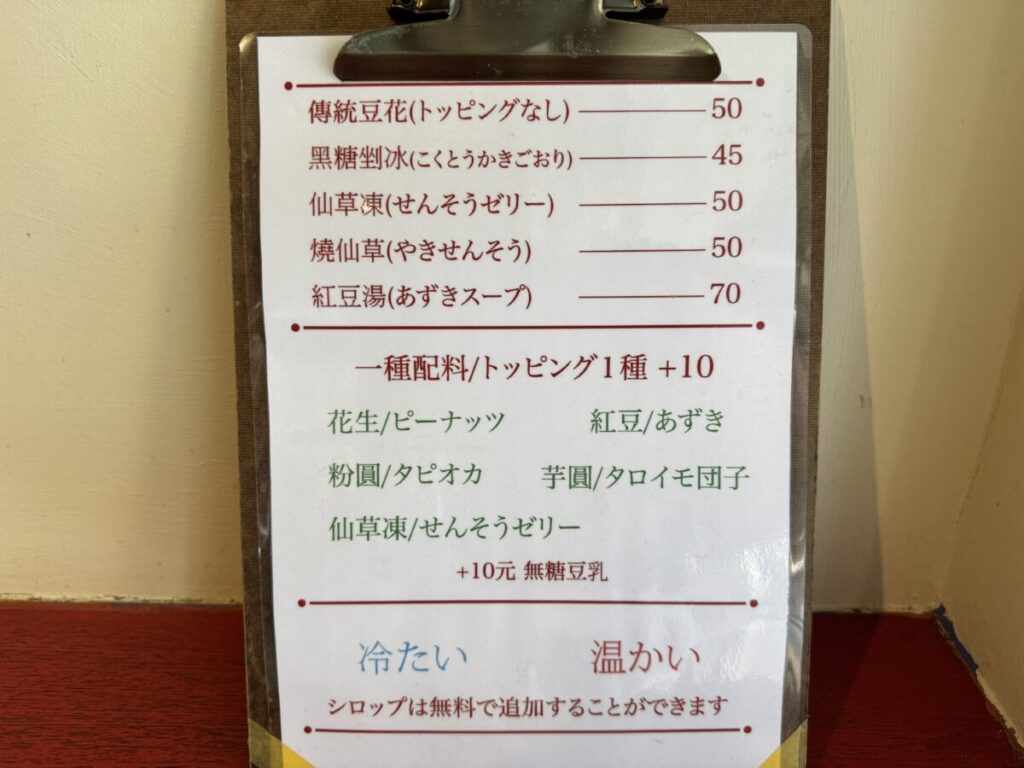 傳統豆花(トッピングなし) 50
黑糖剉冰(こくとうかきごおり) 45
仙草凍(せんそうゼリー) 50
燒仙草(やきせんそう) 50
紅豆湯(あずきスープ) 70
一種配料/トッピング1種 +10
花生/ピーナッツ 紅豆/あずき
粉圓/タピオカ 芋圓/タロイモ団子
仙草凍/せんそうゼリー
+10元 無糖豆乳
冷たい 温かい
シロップは無料で追加することができます